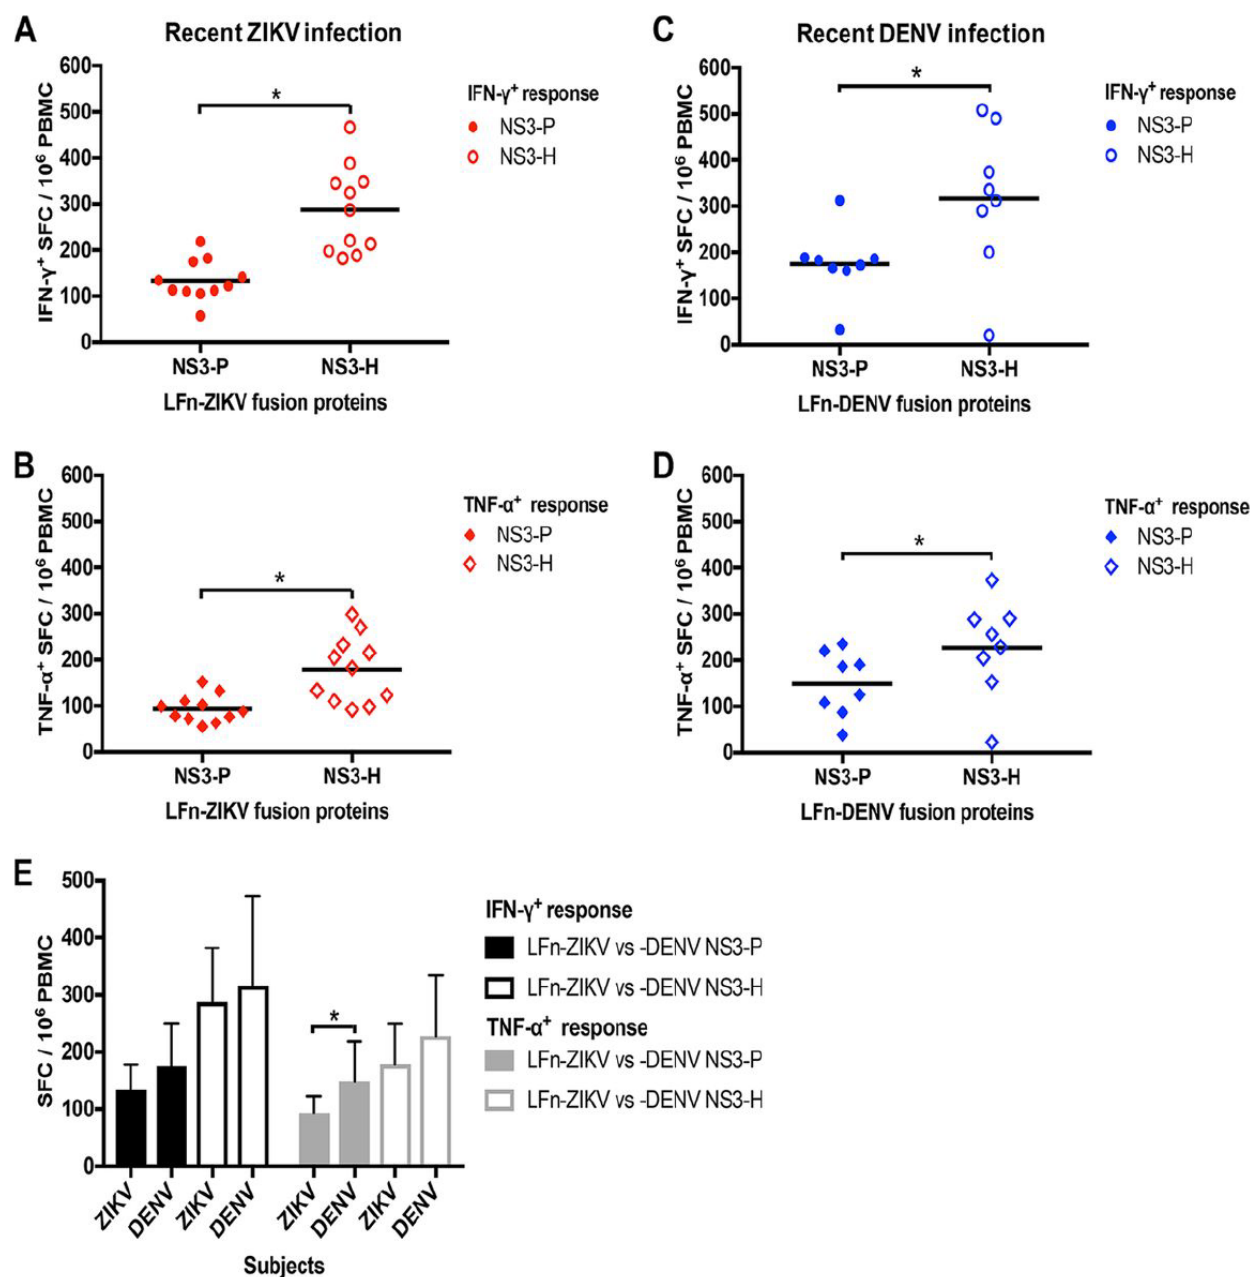 A
Recent ZIKV infection
600
500
400
300
200
100
0
IFN-γ⁺ SFC / 10⁶ PBMC
*
NS3-P
NS3-H
LFn-ZIKV fusion proteins
IFN-γ⁺ response
NS3-P
NS3-H
C
Recent DENV infection
600
500
400
300
200
100
0
IFN-γ⁺ SFC / 10⁶ PBMC
*
NS3-P
NS3-H
LFn-DENV fusion proteins
IFN-γ⁺ response
NS3-P
NS3-H
B
600
500
400
300
200
100
0
TNF-α⁺ SFC / 10⁶ PBMC
*
NS3-P
NS3-H
LFn-ZIKV fusion proteins
TNF-α⁺ response
NS3-P
NS3-H
D
600
500
400
300
200
100
0
TNF-α⁺ SFC / 10⁶ PBMC
*
NS3-P
NS3-H
LFn-DENV fusion proteins
TNF-α⁺ response
NS3-P
NS3-H
E
500
400
300
200
100
0
SFC / 10⁶ PBMC
*
ZIKV
DENV
ZIKV
DENV
ZIKV
DENV
ZIKV
DENV
Subjects
IFN-γ⁺ response
LFn-ZIKV vs -DENV NS3-P
LFn-ZIKV vs -DENV NS3-H
TNF-α⁺ response
LFn-ZIKV vs -DENV NS3-P
LFn-ZIKV vs -DENV NS3-H